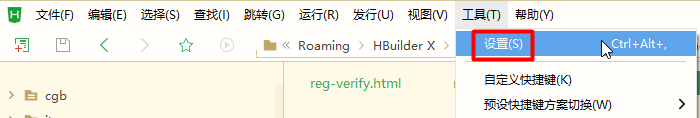 文件(F) 编辑(E) 选择(S) 查找(I) 跳转(G) 运行(R) 发行(U) 视图(V) 工具(T) 帮助(Y)
Roaming HBuilder X
设置(S) Ctrl+Alt+,
reg-verify.html
自定义快捷键(K)
cgb
预设快捷键方案切换(W)